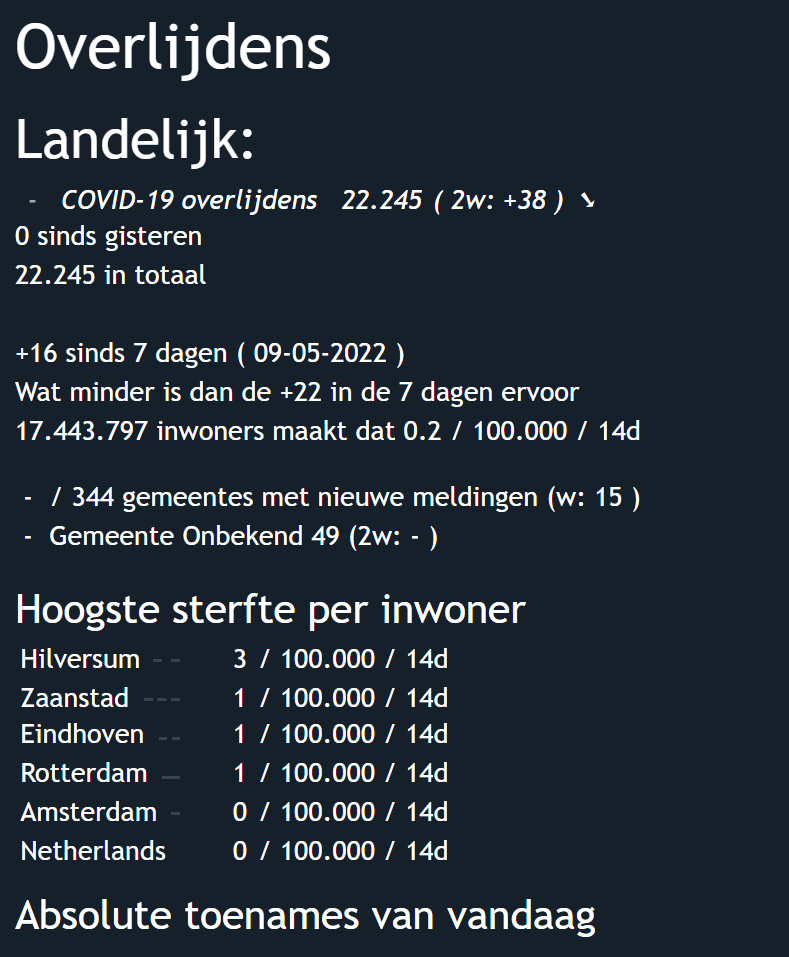 Overlijdens
Landelijk:
- COVID-19 overlijdens 22.245 ( 2w: +38 ) ➘
0 sinds gisteren
22.245 in totaal
+16 sinds 7 dagen ( 09-05-2022 )
Wat minder is dan de +22 in de 7 dagen ervoor
17.443.797 inwoners maakt dat 0.2 / 100.000 / 14d
- / 344 gemeentes met nieuwe meldingen (w: 15 )
- Gemeente Onbekend 49 (2w: - )
Hoogste sterfte per inwoner
Hilversum 3 / 100.000 / 14d
Zaanstad 1 / 100.000 / 14d
Eindhoven 1 / 100.000 / 14d
Rotterdam 1 / 100.000 / 14d
Amsterdam 0 / 100.000 / 14d
Netherlands 0 / 100.000 / 14d
Absolute toenames van vandaag